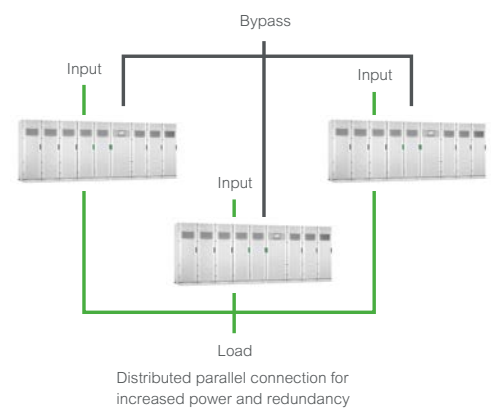 Bypass
Input
Input
Input
Load
Distributed parallel connection for
increased power and redundancy